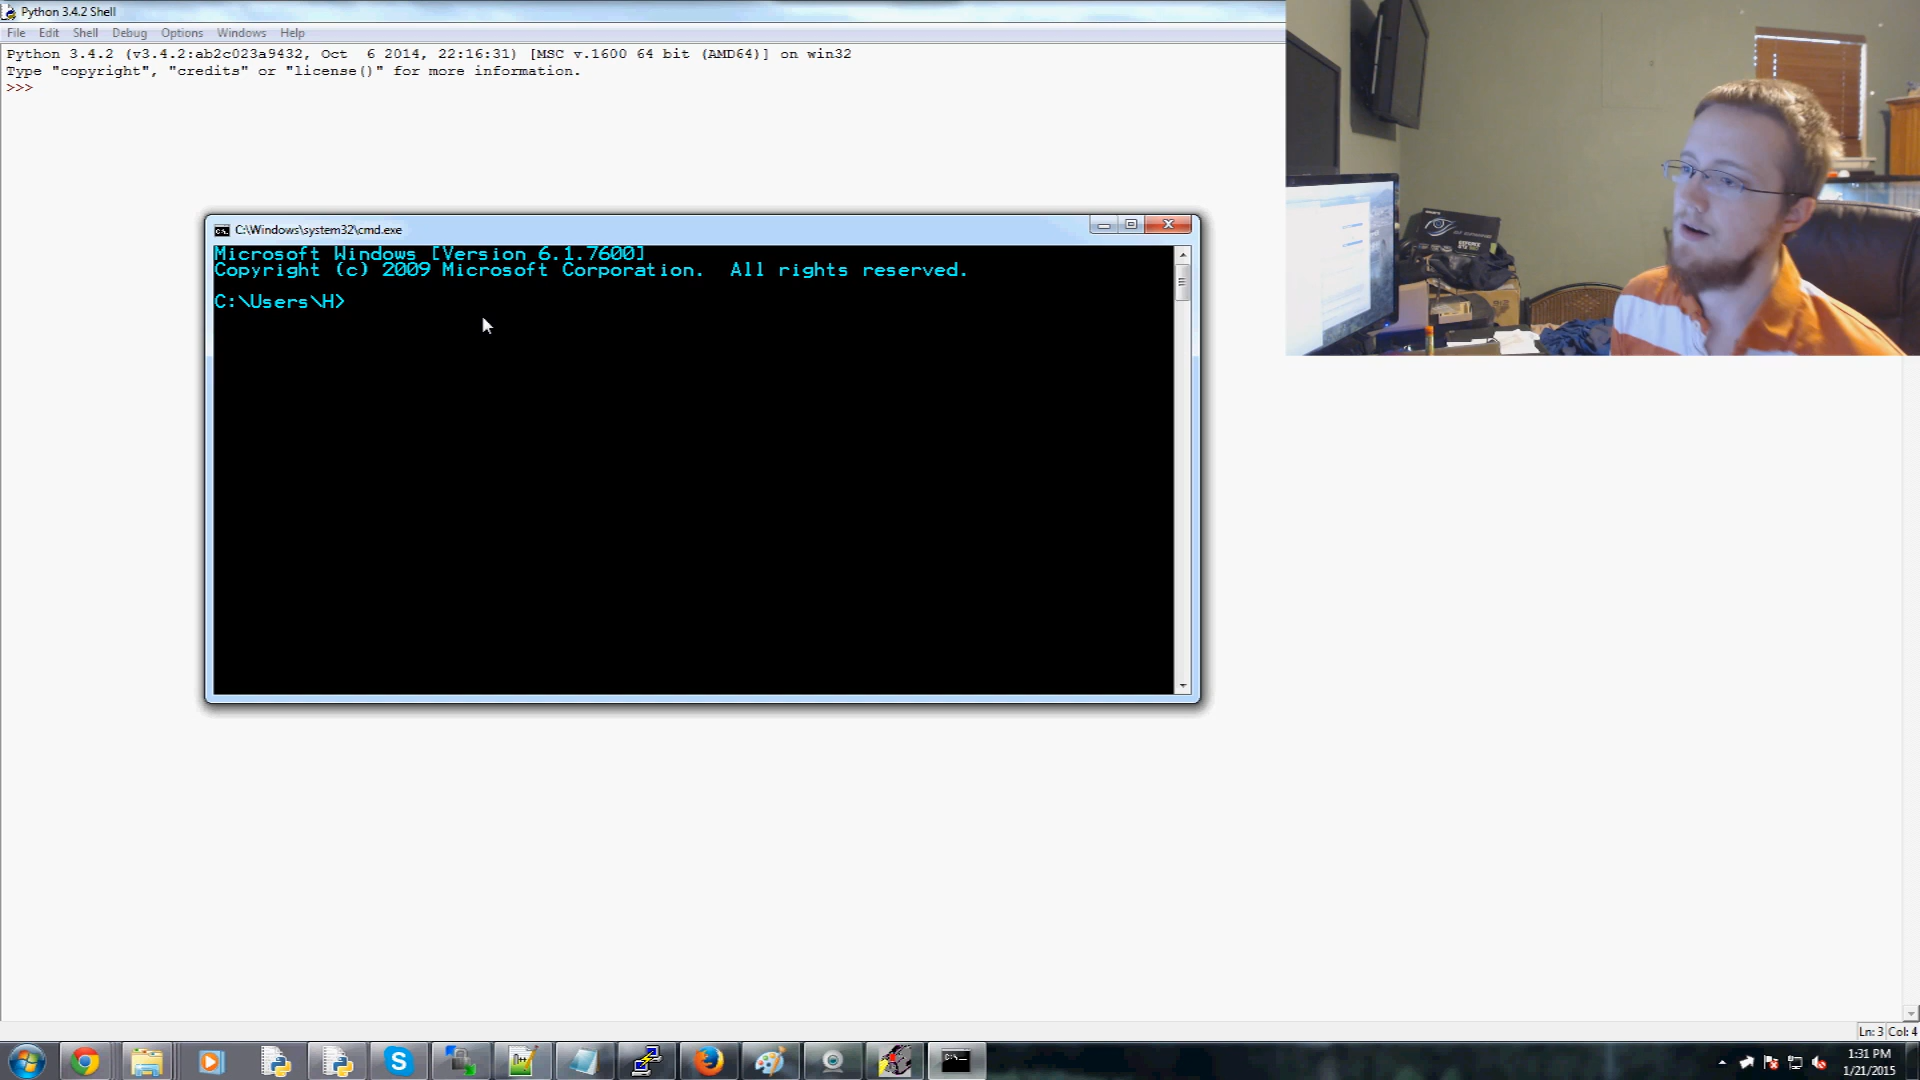 Python 3.4.2 Shell
File Edit Shell Debug Options Windows Help
Python 3.4.2 (v3.4.2:ab2c023a9432, Oct  6 2014, 22:16:31) [MSC v.1600 64 bit (AMD64)] on win32
Type "copyright", "credits" or "license()" for more information.
>>>
C:\Windows\system32\cmd.exe
Microsoft Windows [Version 6.1.7600]
Copyright (c) 2009 Microsoft Corporation.  All rights reserved.
C:\Users\H>
Ln: 3 Col: 4
1:31 PM
1/21/2015